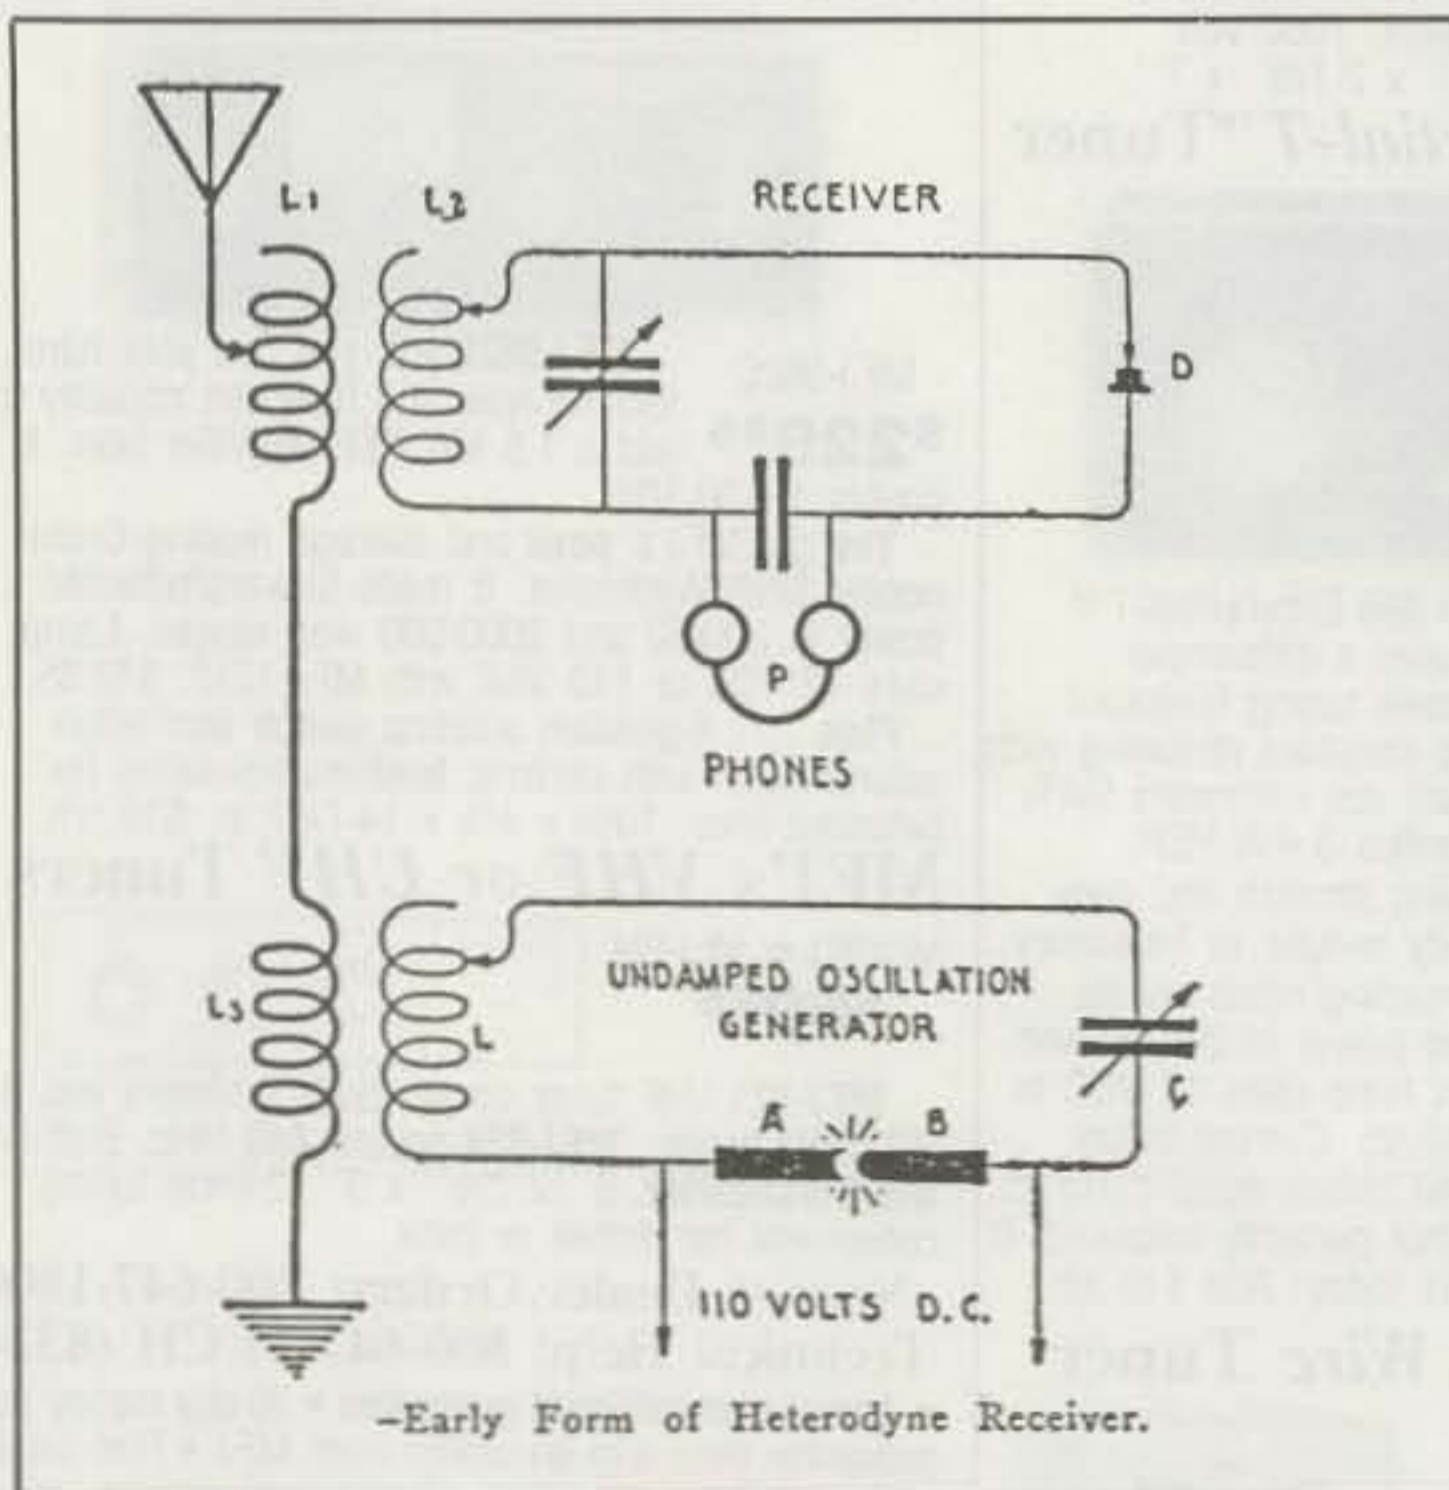 L1 L2
RECEIVER
D
P
PHONES
L3
L
UNDAMPED OSCILLATION
GENERATOR
C
A B
110 VOLTS D.C.
-Early Form of Heterodyne Receiver.